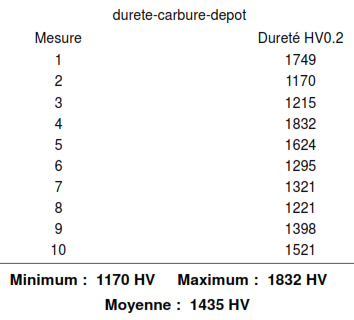 durete-carbure-depot
Mesure Dureté HV0.2
1 1749
2 1170
3 1215
4 1832
5 1624
6 1295
7 1321
8 1221
9 1398
10 1521
Minimum : 1170 HV Maximum : 1832 HV
Moyenne : 1435 HV